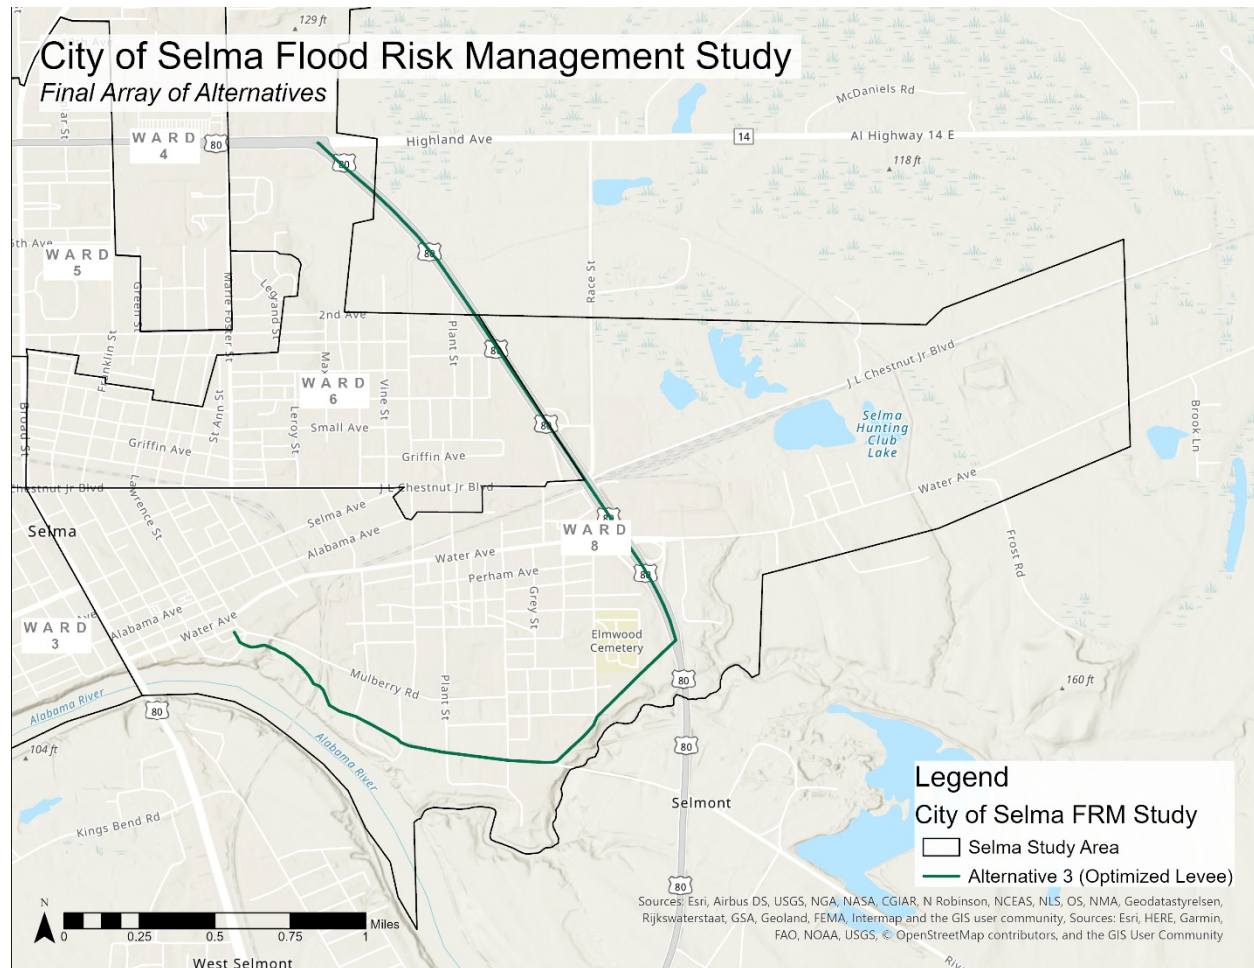 129 ft
City of Selma Flood Risk Management Study
Final Array of Alternatives
McDaniels Rd
WARD
4
80
Highland Ave
14
Al Highway 14 E
80
118 ft
WARD
5
80
Green St
Marie Foster St
Race St
2nd Ave
Plant St
80
Franklin St
J L Chestnut Jr Blvd
WARD
6
Vine St
Broad St
St Ann St
Leroy St
Small Ave
80
Selma
Hunting
Club
Lake
Brook Ln
Griffin Ave
Griffin Ave
Chestnut Jr Blvd
J L Chestnut Jr Blvd
Water Ave
Lawrence St
Selma Ave
Selma
Alabama Ave
WARD
8
Water Ave
Frost Rd
Perham Ave
80
Grey St
Alabama Ave
Water Ave
WARD
3
Elmwood
Cemetery
Mulberry Rd
Plant St
80
160 ft
Alabama River
80
104 ft
Alabama River
80
Selmont
Kings Bend Rd
Legend
City of Selma FRM Study
Selma Study Area
Alternative 3 (Optimized Levee)
80
N
0 0.25 0.5 0.75 1 Miles
Sources: Esri, Airbus DS, USGS, NGA, NASA, CGIAR, N Robinson, NCEAS, NLS, OS, NMA, Geodatastyrelsen,
Rijkswaterstaat, GSA, Geoland, FEMA, Intermap and the GIS user community, Sources: Esri, HERE, Garmin,
FAO, NOAA, USGS, © OpenStreetMap contributors, and the GIS User Community
West Selmont